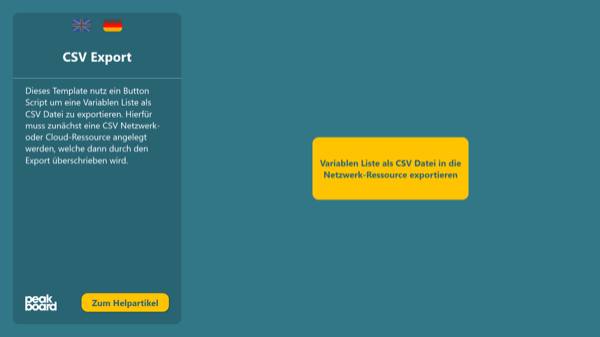 CSV Export
Dieses Template nutz ein Button
Script um eine Variablen Liste als
CSV Datei zu exportieren. Hierfür
muss zunächst eine CSV Netzwerk-
oder Cloud-Ressource angelegt
werden, welche dann durch den
Export überschrieben wird.
Variablen Liste als CSV Datei in die
Netzwerk-Ressource exportieren
peak
board
Zum Helpartikel